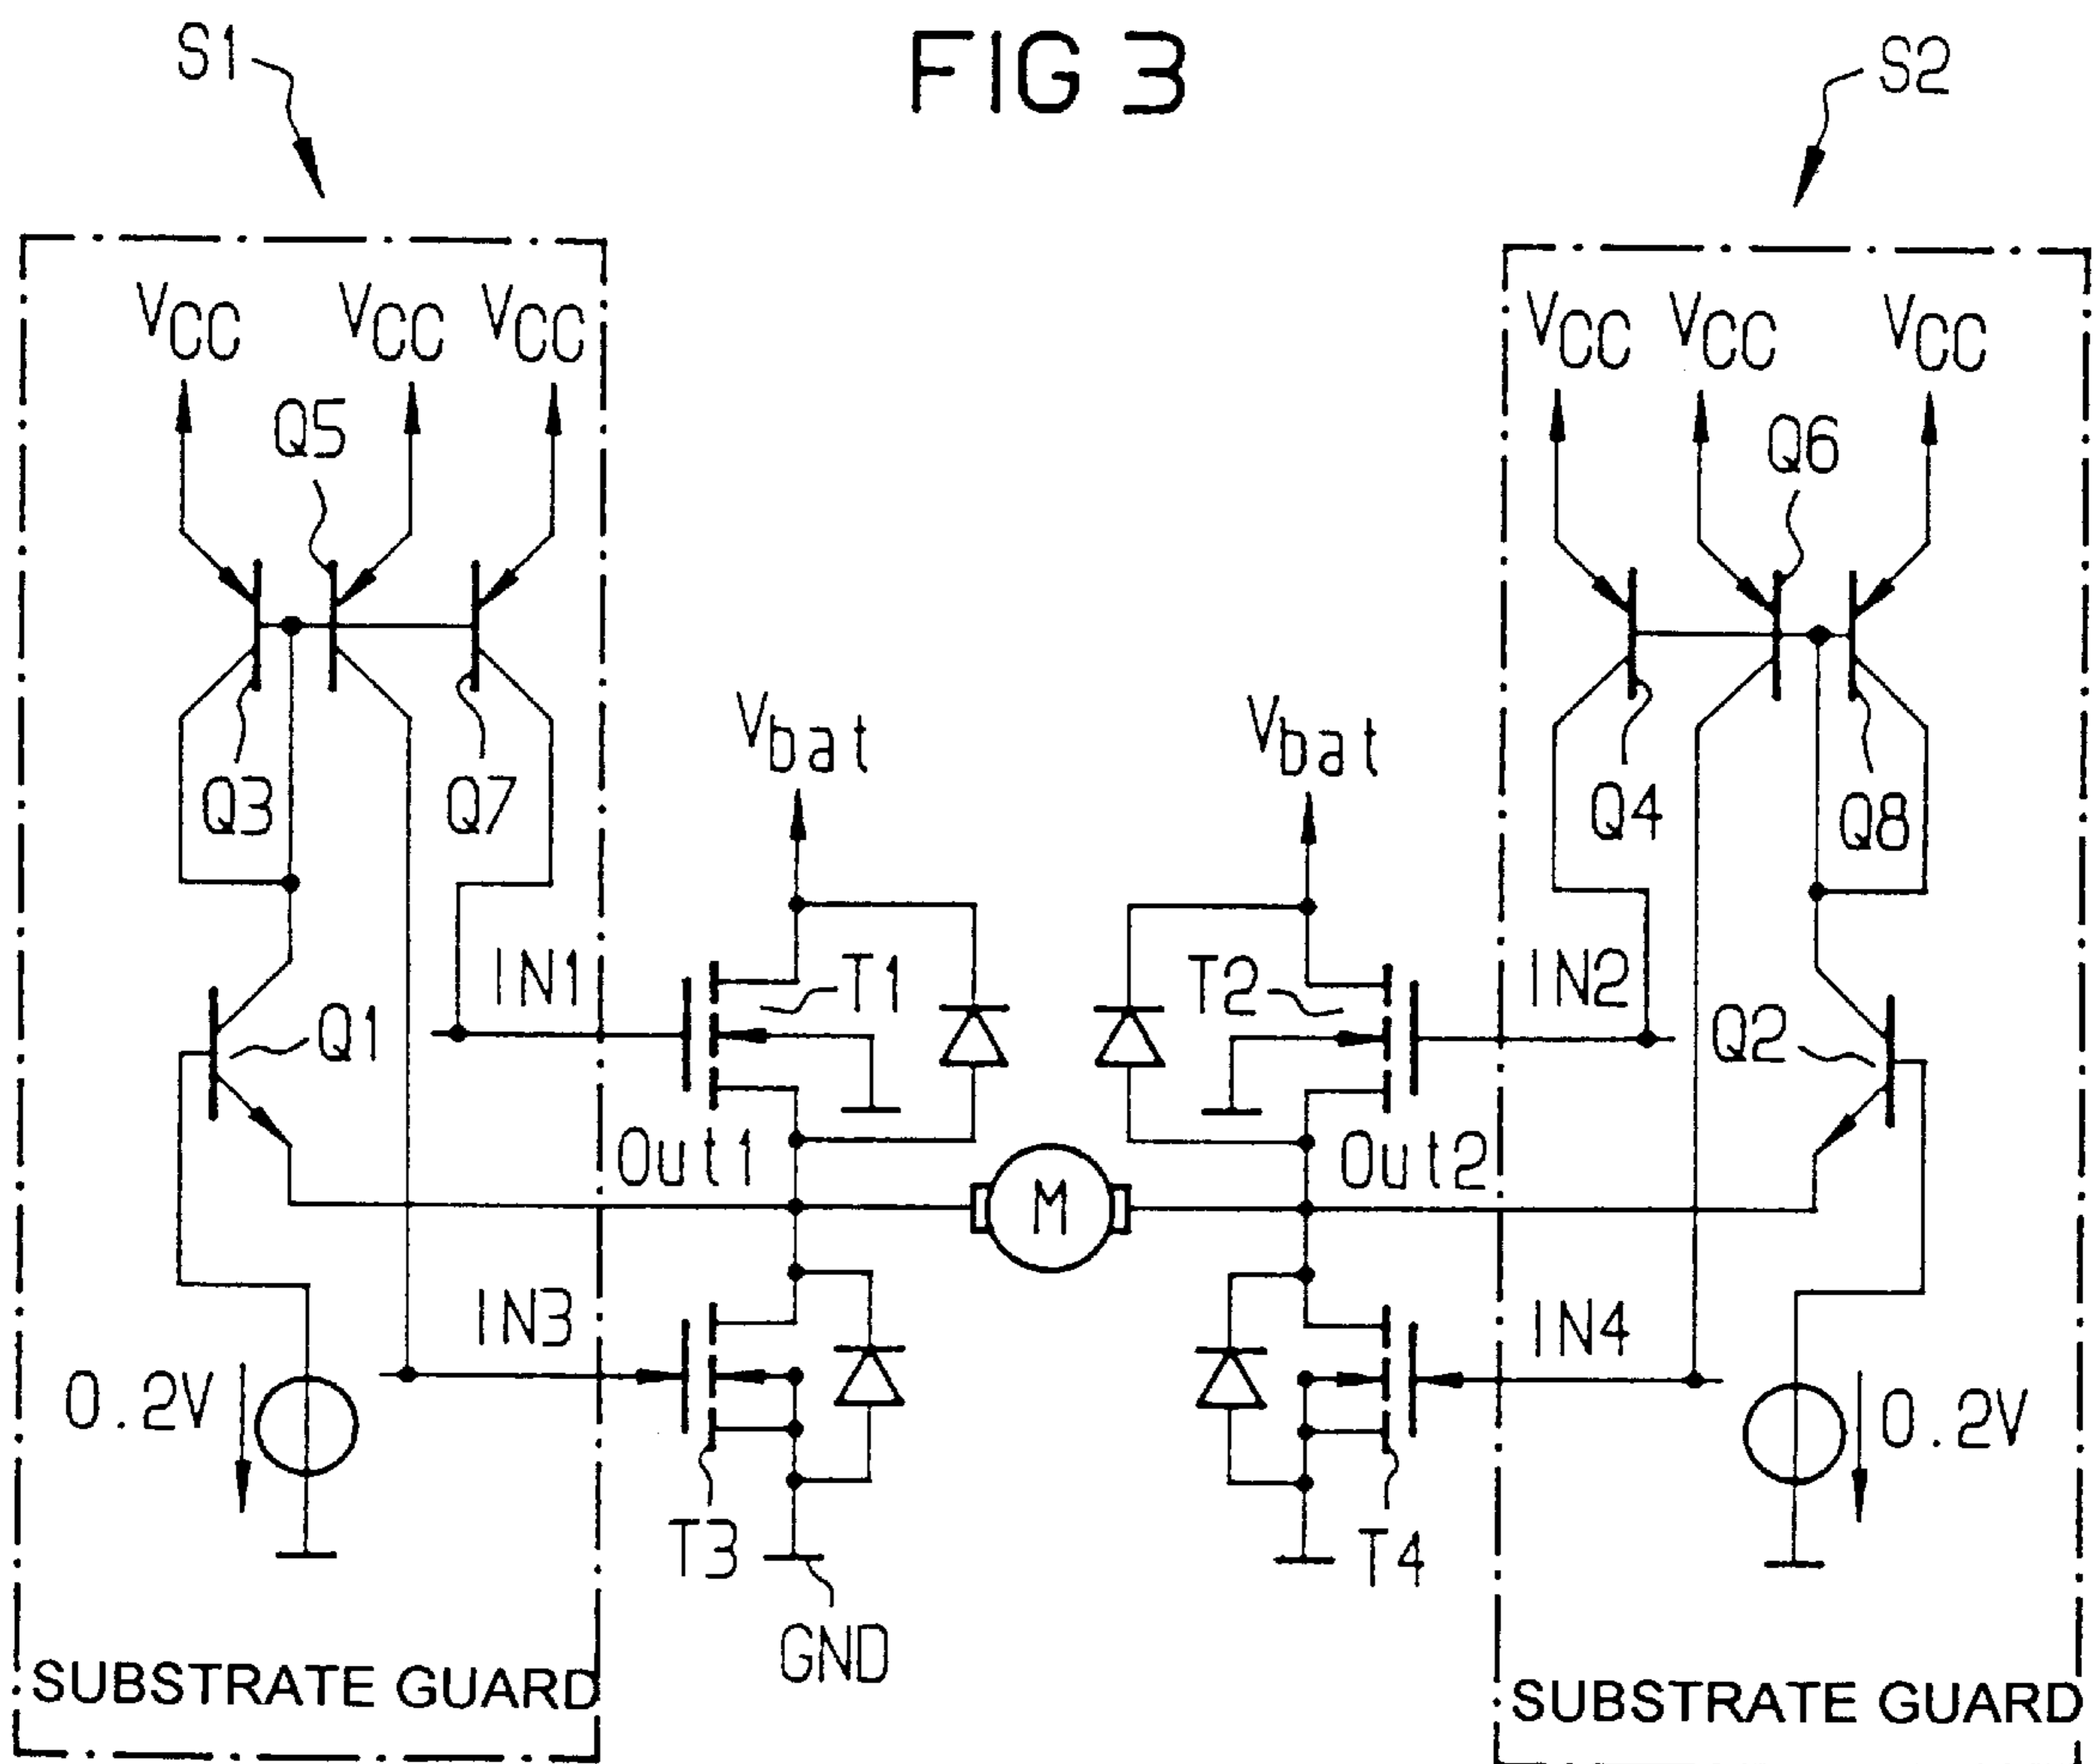 FIG 3
S1
S2
VCC VCC VCC
VCC VCC VCC
Q5
Q6
Vbat
Vbat
Q3
Q7
Q4
Q8
IN1
T1
T2
IN2
Q1
Q2
Out1
M
Out2
IN3
IN4
0.2V
0.2V
T3
T4
GND
SUBSTRATE GUARD
SUBSTRATE GUARD